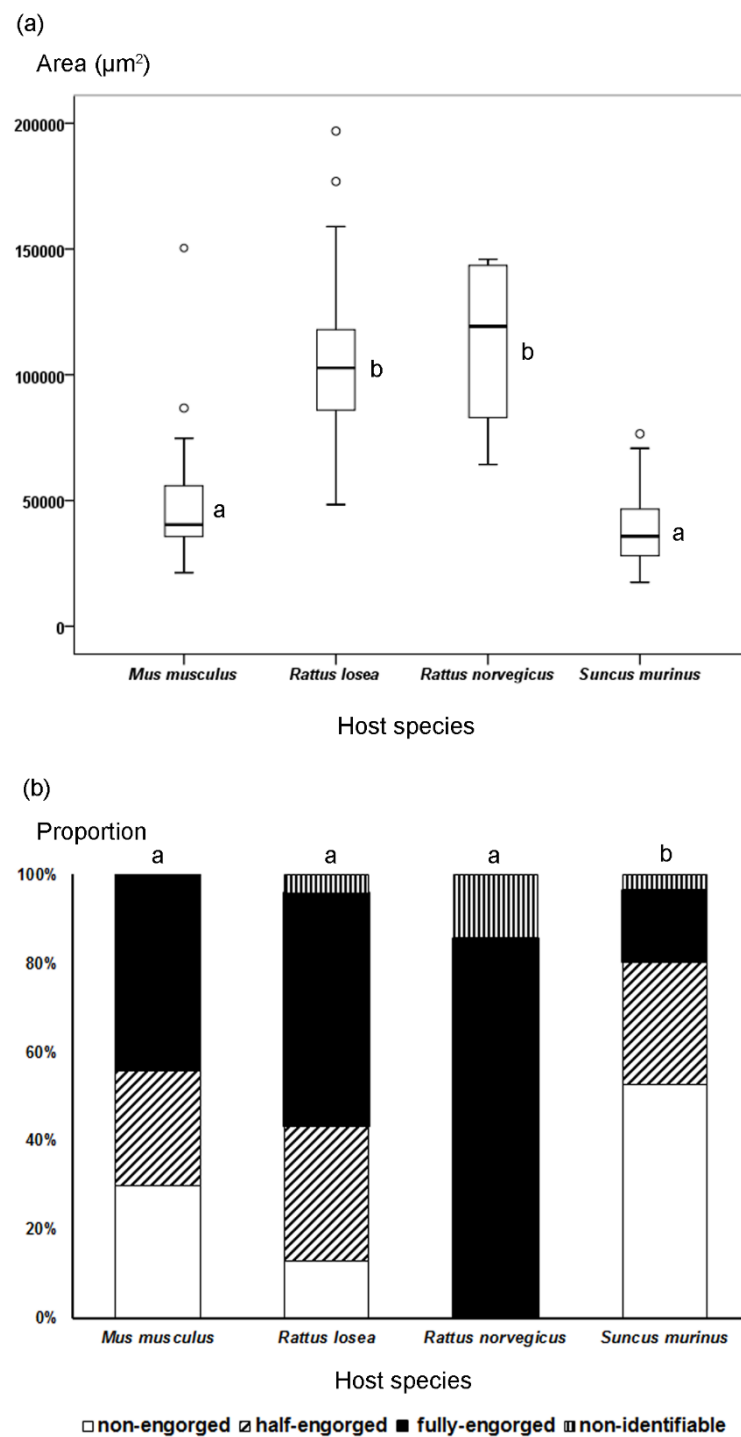 (a)
Area (µm²)
200000
150000
100000
50000
0
a
b
b
a
Mus musculus Rattus losea Rattus norvegicus Suncus murinus
Host species
(b)
Proportion
a a a b
100%
80%
60%
40%
20%
0%
Mus musculus Rattus losea Rattus norvegicus Suncus murinus
Host species
non-engorged half-engorged fully-engorged non-identifiable